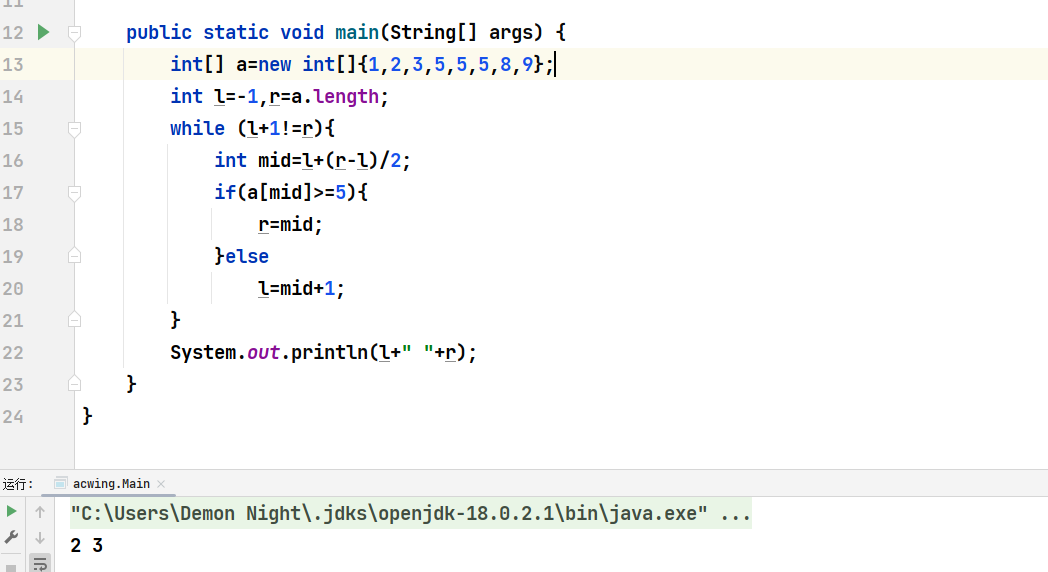 11
12 public static void main(String[] args) {
13 int[] a=new int[]{1,2,3,5,5,5,8,9};
14 int l=-1,r=a.length;
15 while (l+1!=r){
16 int mid=l+(r-l)/2;
17 if(a[mid]>=5){
18 r=mid;
19 }else
20 l=mid+1;
21 }
22 System.out.println(l+" "+r);
23 }
24 }
运行: acwing.Main ×
"C:\Users\Demon Night\.jdks\openjdk-18.0.2.1\bin\java.exe" ...
2 3